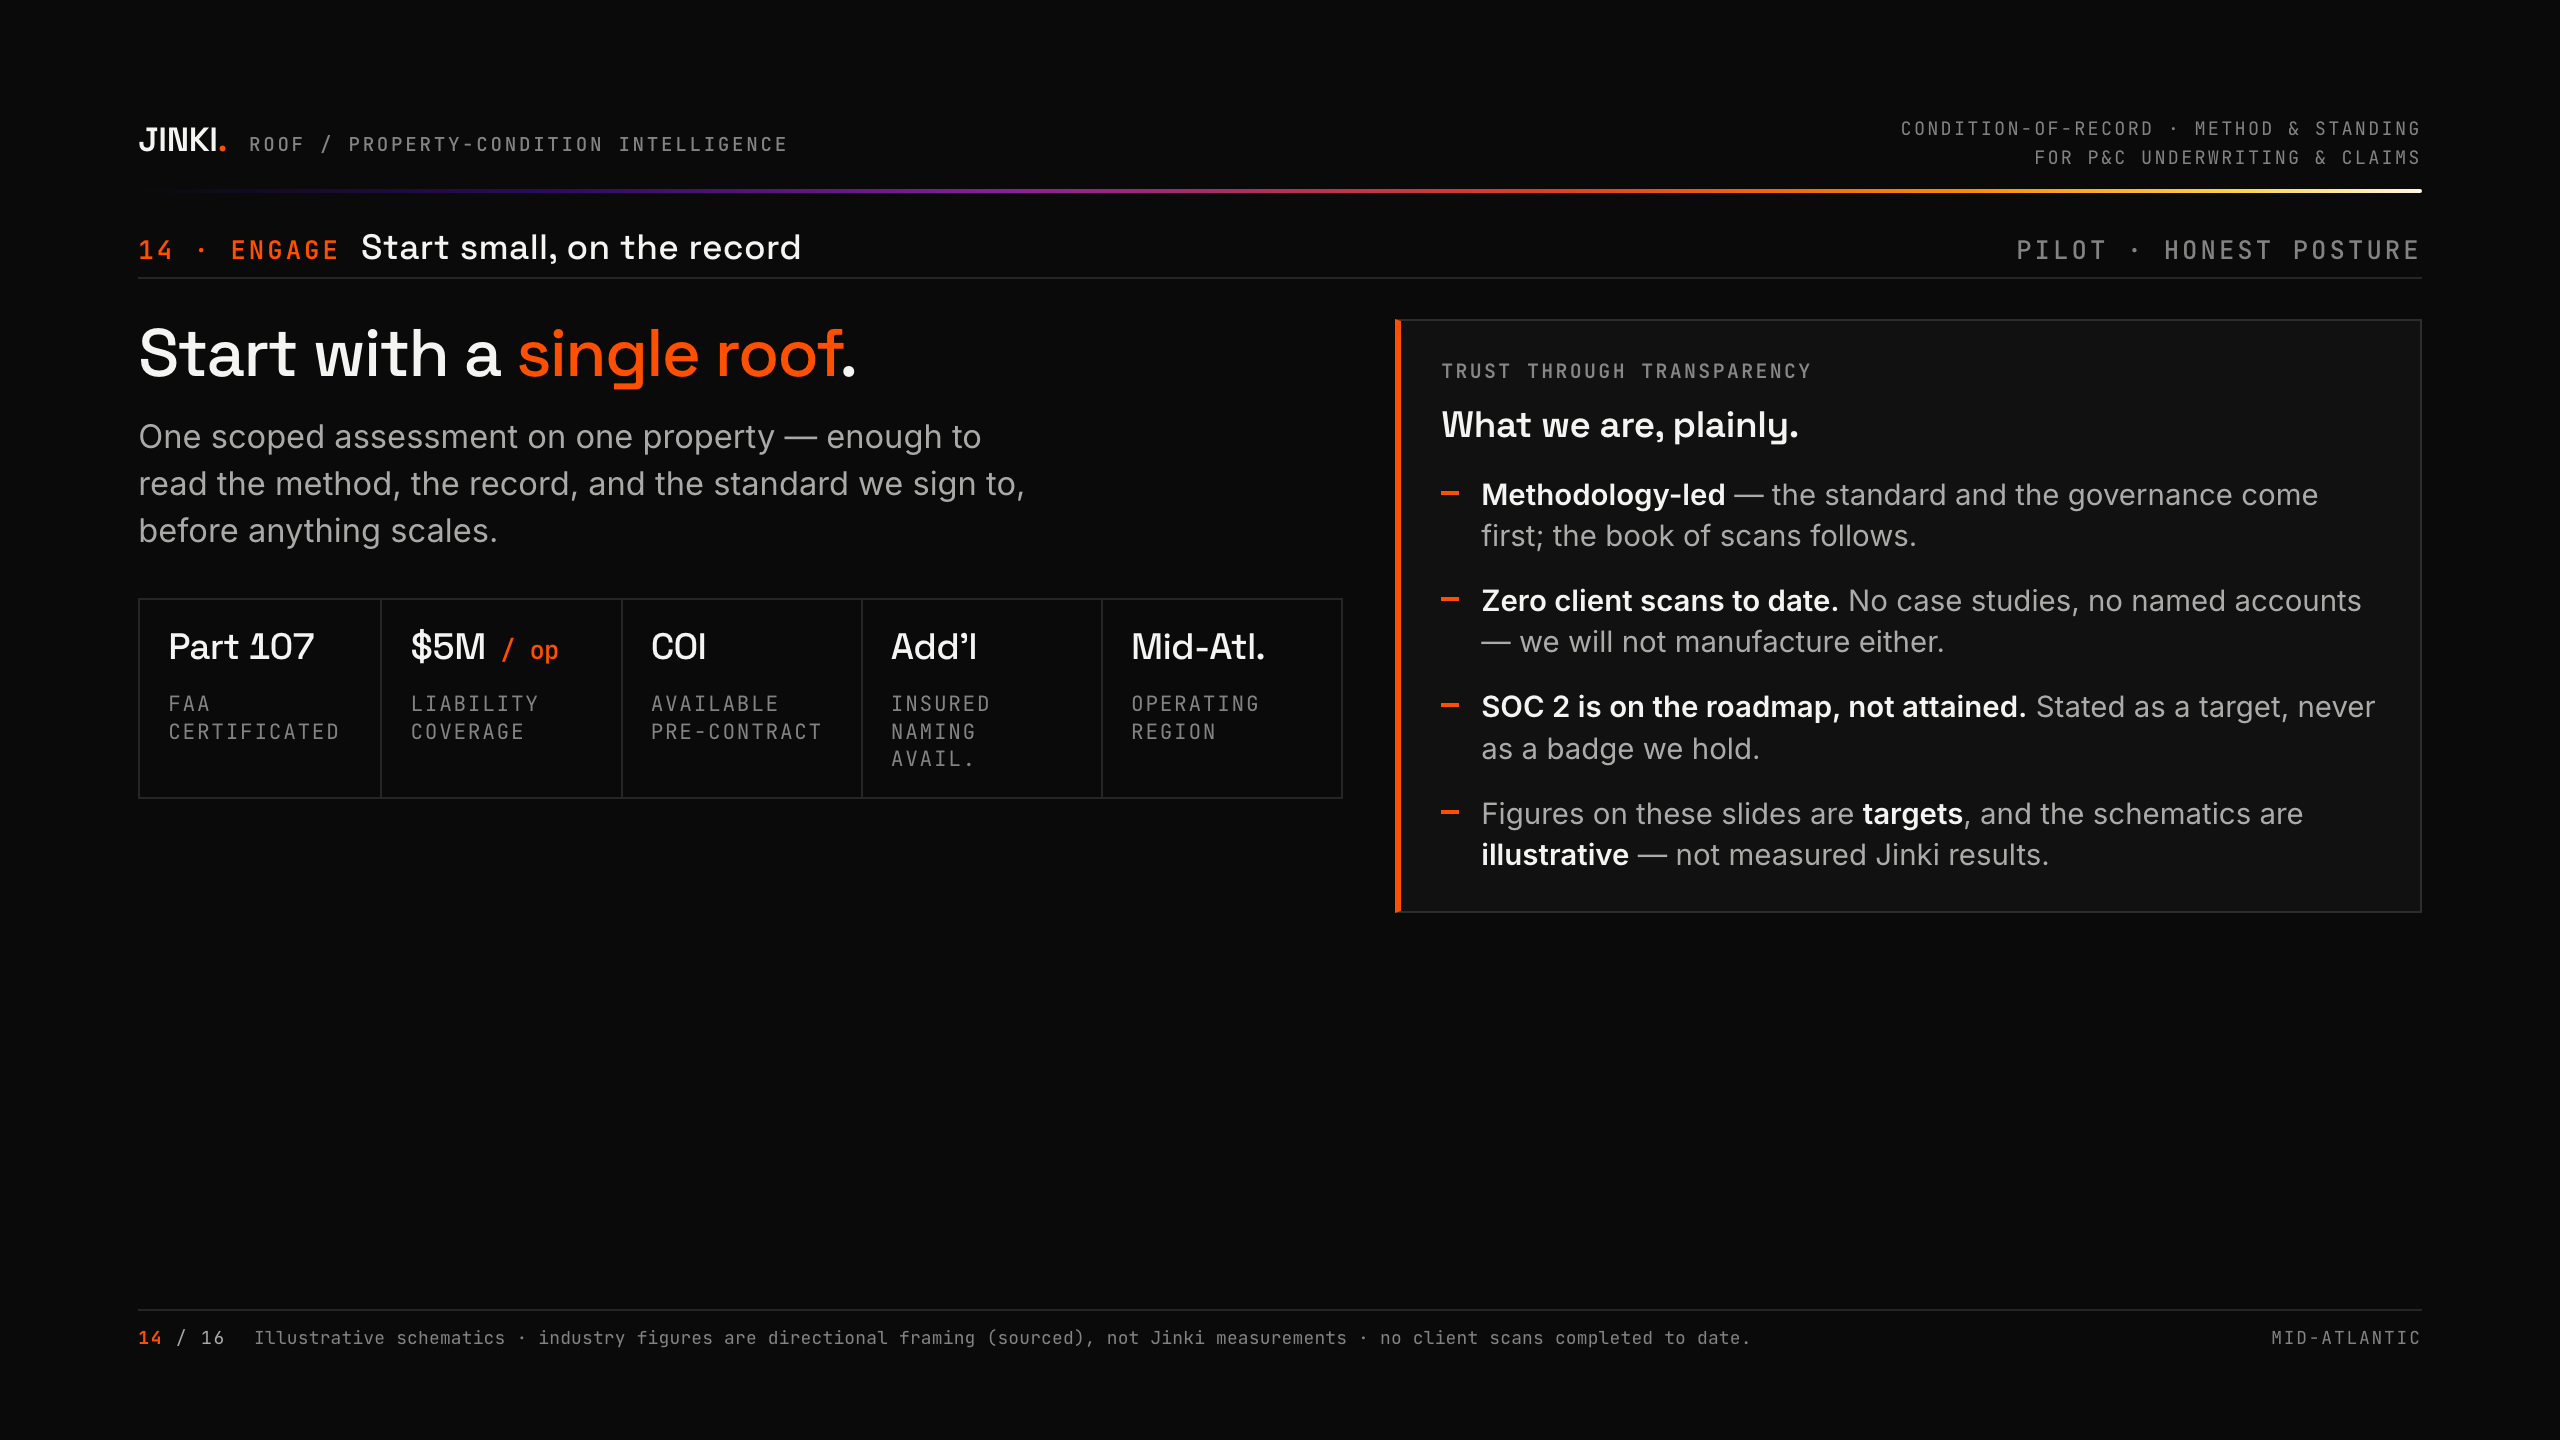 JINKI. ROOF / PROPERTY-CONDITION INTELLIGENCE
CONDITION-OF-RECORD · METHOD & STANDING
FOR P&C UNDERWRITING & CLAIMS
14 · ENGAGE Start small, on the record
PILOT · HONEST POSTURE
Start with a single roof.
One scoped assessment on one property — enough to
read the method, the record, and the standard we sign to,
before anything scales.
Part 107
FAA
CERTIFICATED
$5M / op
LIABILITY
COVERAGE
COI
AVAILABLE
PRE-CONTRACT
Add’l
INSURED
NAMING
AVAIL.
Mid-Atl.
OPERATING
REGION
TRUST THROUGH TRANSPARENCY
What we are, plainly.
– Methodology-led — the standard and the governance come
first; the book of scans follows.
– Zero client scans to date. No case studies, no named accounts
— we will not manufacture either.
– SOC 2 is on the roadmap, not attained. Stated as a target, never
as a badge we hold.
– Figures on these slides are targets, and the schematics are
illustrative — not measured Jinki results.
14 / 16 Illustrative schematics · industry figures are directional framing (sourced), not Jinki measurements · no client scans completed to date.
MID-ATLANTIC